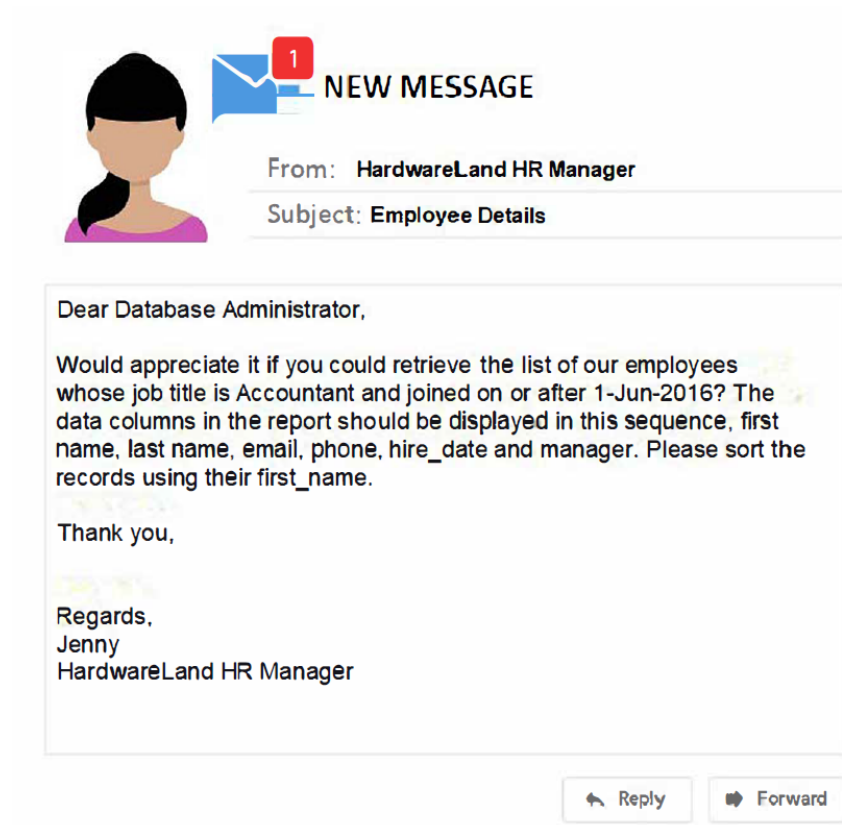 1
NEW MESSAGE
From: HardwareLand HR Manager
Subject: Employee Details
Dear Database Administrator,
Would appreciate it if you could retrieve the list of our employees
whose job title is Accountant and joined on or after 1-Jun-2016? The
data columns in the report should be displayed in this sequence, first
name, last name, email, phone, hire_date and manager. Please sort the
records using their first_name.
Thank you,
Regards,
Jenny
HardwareLand HR Manager
Reply
Forward